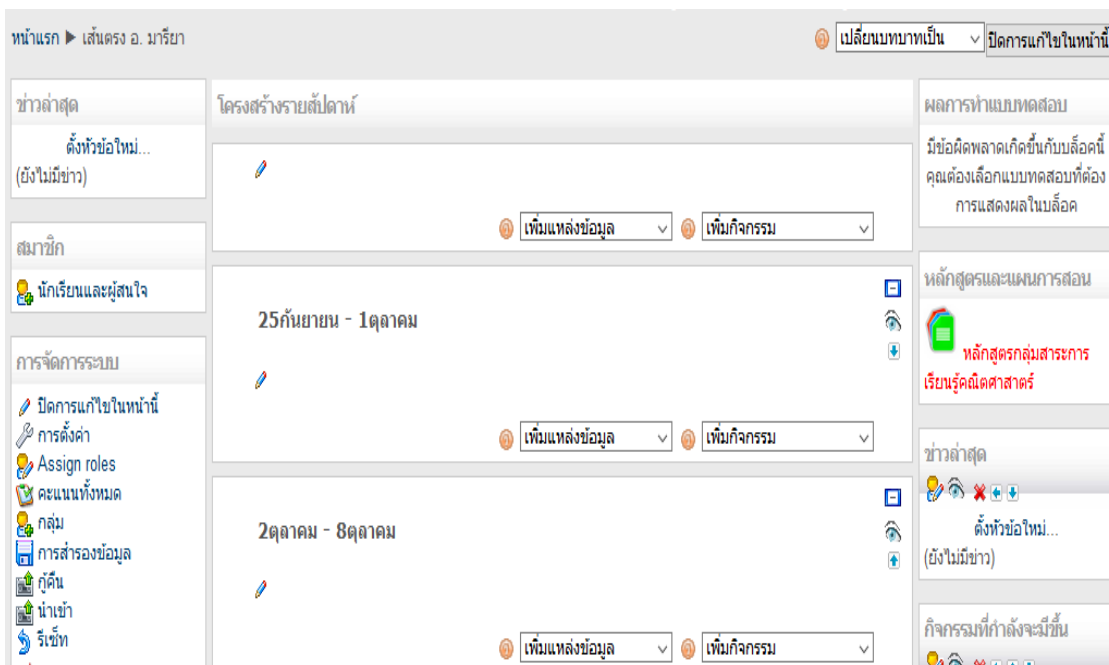 หน้าแรก ▶ เส้นตรง อ. มารียา
เปลี่ยนบทบาทเป็น
ปิดการแก้ไขในหน้านี้
ข่าวล่าสุด
ตั้งหัวข้อใหม่...
(ยังไม่มีข่าว)
สมาชิก
นักเรียนและผู้สนใจ
การจัดการระบบ
ปิดการแก้ไขในหน้านี้
การตั้งค่า
Assign roles
คะแนนทั้งหมด
กลุ่ม
การสำรองข้อมูล
กู้คืน
นำเข้า
รีเซ็ท
โครงสร้างรายสัปดาห์
เพิ่มแหล่งข้อมูล
เพิ่มกิจกรรม
25กันยายน - 1ตุลาคม
เพิ่มแหล่งข้อมูล
เพิ่มกิจกรรม
2ตุลาคม - 8ตุลาคม
เพิ่มแหล่งข้อมูล
เพิ่มกิจกรรม
ผลการทำแบบทดสอบ
มีข้อผิดพลาดเกิดขึ้นกับบล็อคนี้
คุณต้องเลือกแบบทดสอบที่ต้อง
การแสดงผลในบล็อค
หลักสูตรและแผนการสอน
หลักสูตรกลุ่มสาระการ
เรียนรู้คณิตศาสาตร์
ข่าวล่าสุด
ตั้งหัวข้อใหม่...
(ยังไม่มีข่าว)
กิจกรรมที่กำลังจะมีขึ้น